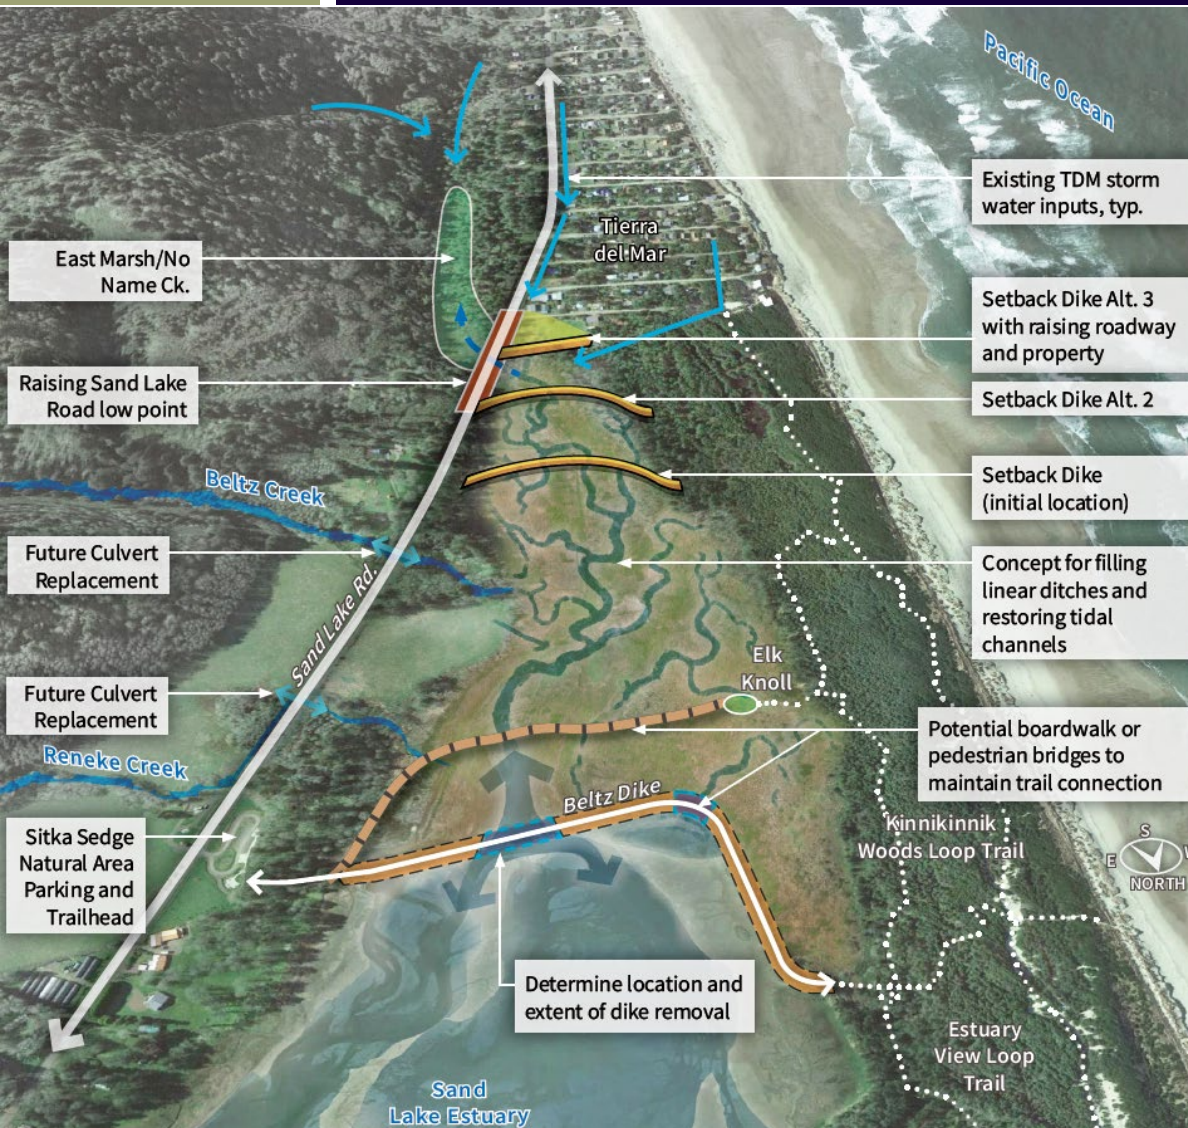 Pacific Ocean
Existing TDM storm
water inputs, typ.
Tierra
del Mar
East Marsh/No
Name Ck.
Setback Dike Alt. 3
with raising roadway
and property
Raising Sand Lake
Road low point
Setback Dike Alt. 2
Beltz Creek
Setback Dike
(initial location)
Future Culvert
Replacement
Sand Lake Rd.
Concept for filling
linear ditches and
restoring tidal
channels
Elk
Knoll
Future Culvert
Replacement
Reneke Creek
Potential boardwalk or
pedestrian bridges to
maintain trail connection
Beltz Dike
Sitka Sedge
Natural Area
Parking and
Trailhead
Kinnikinnik
Woods Loop Trail
S
E
W
NORTH
Determine location and
extent of dike removal
Estuary
View Loop
Trail
Sand
Lake Estuary